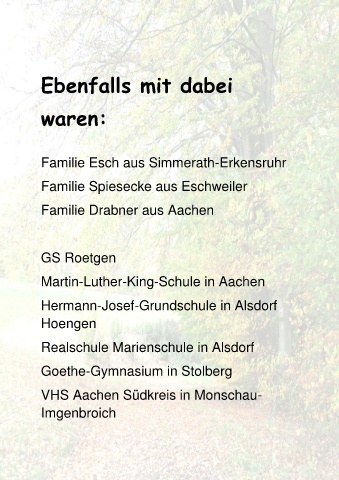 Ebenfalls mit dabei
waren:
Familie Esch aus Simmerath-Erkensruhr
Familie Spiesecke aus Eschweiler
Familie Drabner aus Aachen
GS Roetgen
Martin-Luther-King-Schule in Aachen
Hermann-Josef-Grundschule in Alsdorf
Hoengen
Realschule Marienschule in Alsdorf
Goethe-Gymnasium in Stolberg
VHS Aachen Südkreis in Monschau-
Imgenbroich